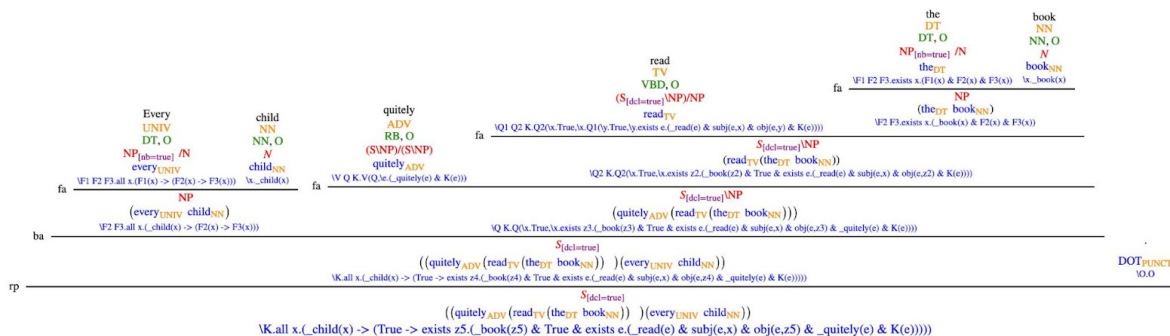 the book
DT NN
DT, O NN, O
NP[nb=true] /N N
theDT bookNN
\F1 F2 F3.exists x.(F1(x) & F2(x) & F3(x)) \x._book(x)
fa
NP
(theDT bookNN)
\F2 F3.exists x.(_book(x) & F2(x) & F3(x))
read
TV
VBD, O
(S[dcl=true]\NP)/NP
readTV
\Q1 Q2 K.Q2(\x.True,\x.Q1(\y.True,\y.exists e.(_read(e) & subj(e,x) & obj(e,y) & K(e))))
fa
S[dcl=true]\NP
(readTV(theDT bookNN))
\Q2 K.Q2(\x.True,\x.exists z2.(_book(z2) & True & exists e.(_read(e) & subj(e,x) & obj(e,z2) & K(e))))
Every child
UNIV NN
DT, O NN, O
NP[nb=true] /N N
everyUNIV childNN
\F1 F2 F3.all x.(F1(x) -> (F2(x) -> F3(x))) \x._child(x)
fa
NP
(everyUNIV childNN)
\F2 F3.all x.(_child(x) -> (F2(x) -> F3(x)))
quitely
ADV
RB, O
(S\NP)/(S\NP)
quitelyADV
\V Q K.V(Q,\e.(_quitely(e) & K(e)))
fa
S[dcl=true]\NP
(quitelyADV(readTV(theDT bookNN)))
\Q K.Q(\x.True,\x.exists z3.(_book(z3) & True & exists e.(_read(e) & subj(e,x) & obj(e,z3) & _quitely(e) & K(e))))
ba
S[dcl=true]
((quitelyADV(readTV(theDT bookNN)) )(everyUNIV childNN))
\K.all x.(_child(x) -> (True -> exists z4.(_book(z4) & True & exists e.(_read(e) & subj(e,x) & obj(e,z4) & _quitely(e) & K(e)))))
DOTPUNCT
\O.O
rp
S[dcl=true]
((quitelyADV(readTV(theDT bookNN)) )(everyUNIV childNN))
\K.all x.(_child(x) -> (True -> exists z5.(_book(z5) & True & exists e.(_read(e) & subj(e,x) & obj(e,z5) & _quitely(e) & K(e)))))